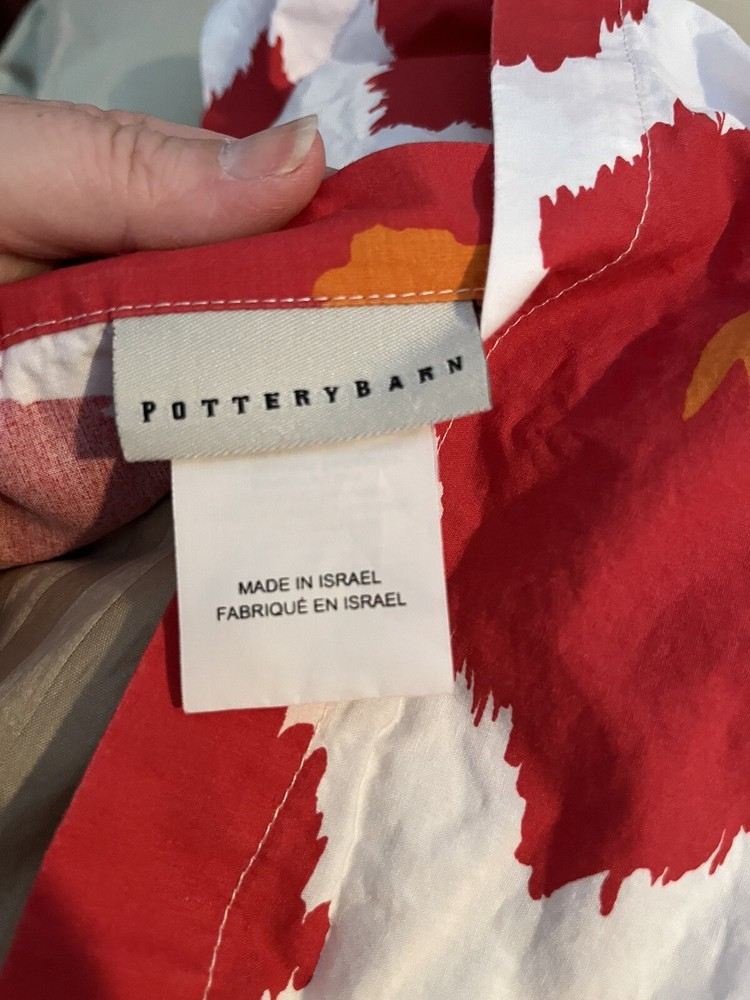 POTTERYBARN
MADE IN ISRAEL
FABRIQUÉ EN ISRAEL